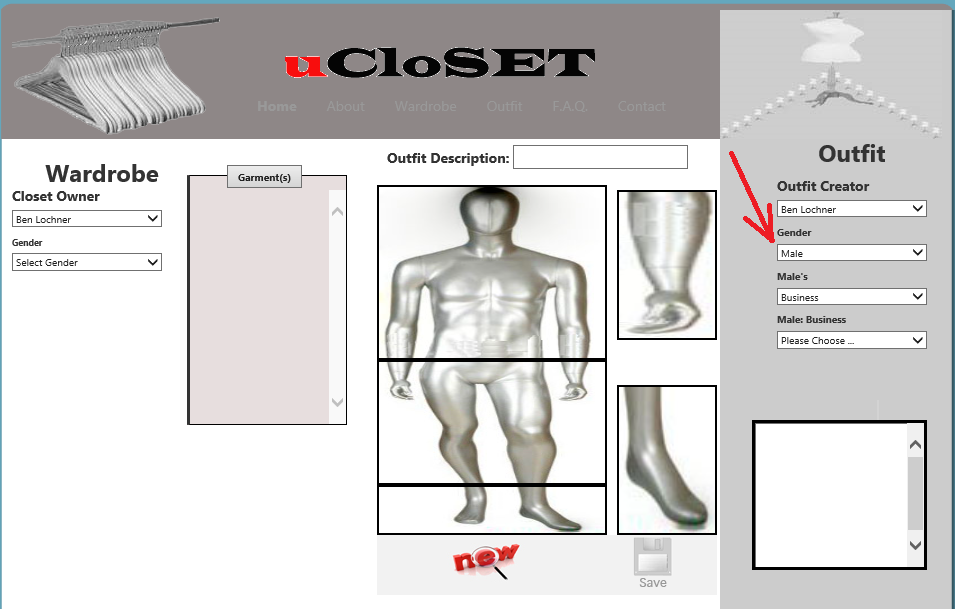 uCloSET
Home About Wardrobe Outfit F.A.Q. Contact
Wardrobe
Closet Owner
Ben Lochner
Gender
Select Gender
Garment(s)
Outfit Description:
new
Save
Outfit
Outfit Creator
Ben Lochner
Gender
Male
Male's
Business
Male: Business
Please Choose ...